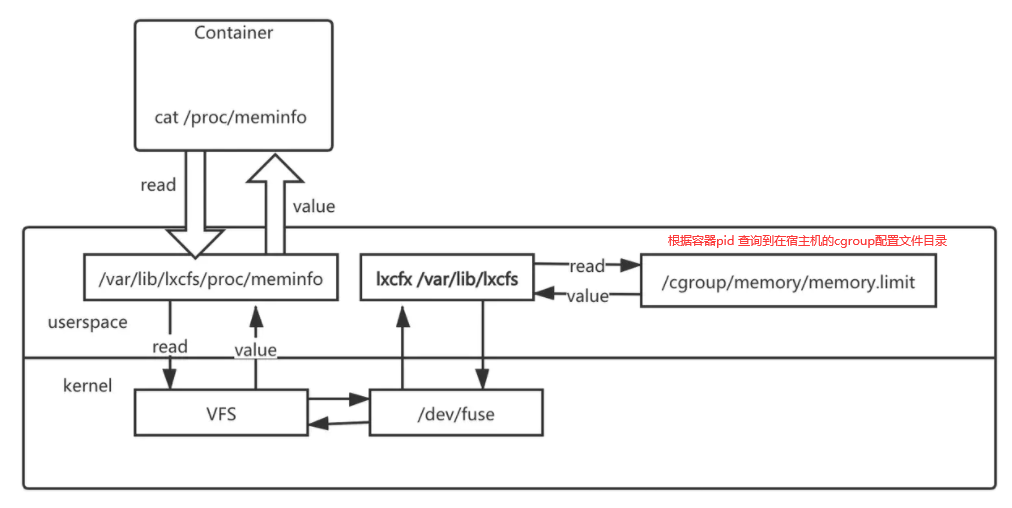 Container
cat /proc/meminfo
read
value
根据容器pid 查询到在宿主机的cgroup配置文件目录
/var/lib/lxcfs/proc/meminfo
lxcfx /var/lib/lxcfs
read
value
/cgroup/memory/memory.limit
userspace
read
value
kernel
VFS
/dev/fuse